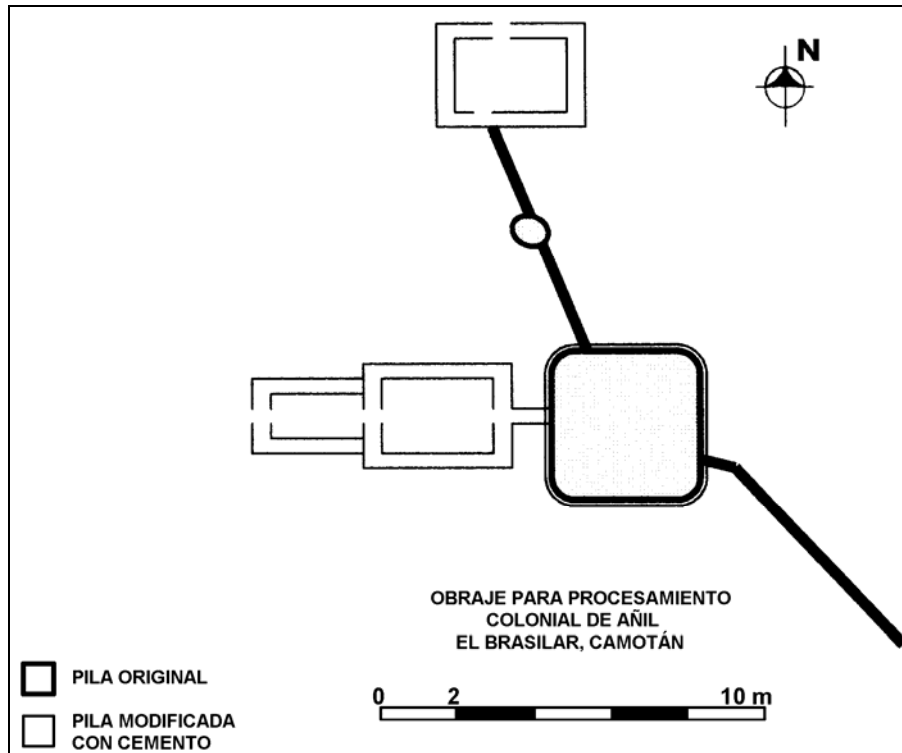 N
OBRAJE PARA PROCESAMIENTO
COLONIAL DE AÑIL
EL BRASILAR, CAMOTÁN
PILA ORIGINAL
PILA MODIFICADA
CON CEMENTO
0 2 10 m